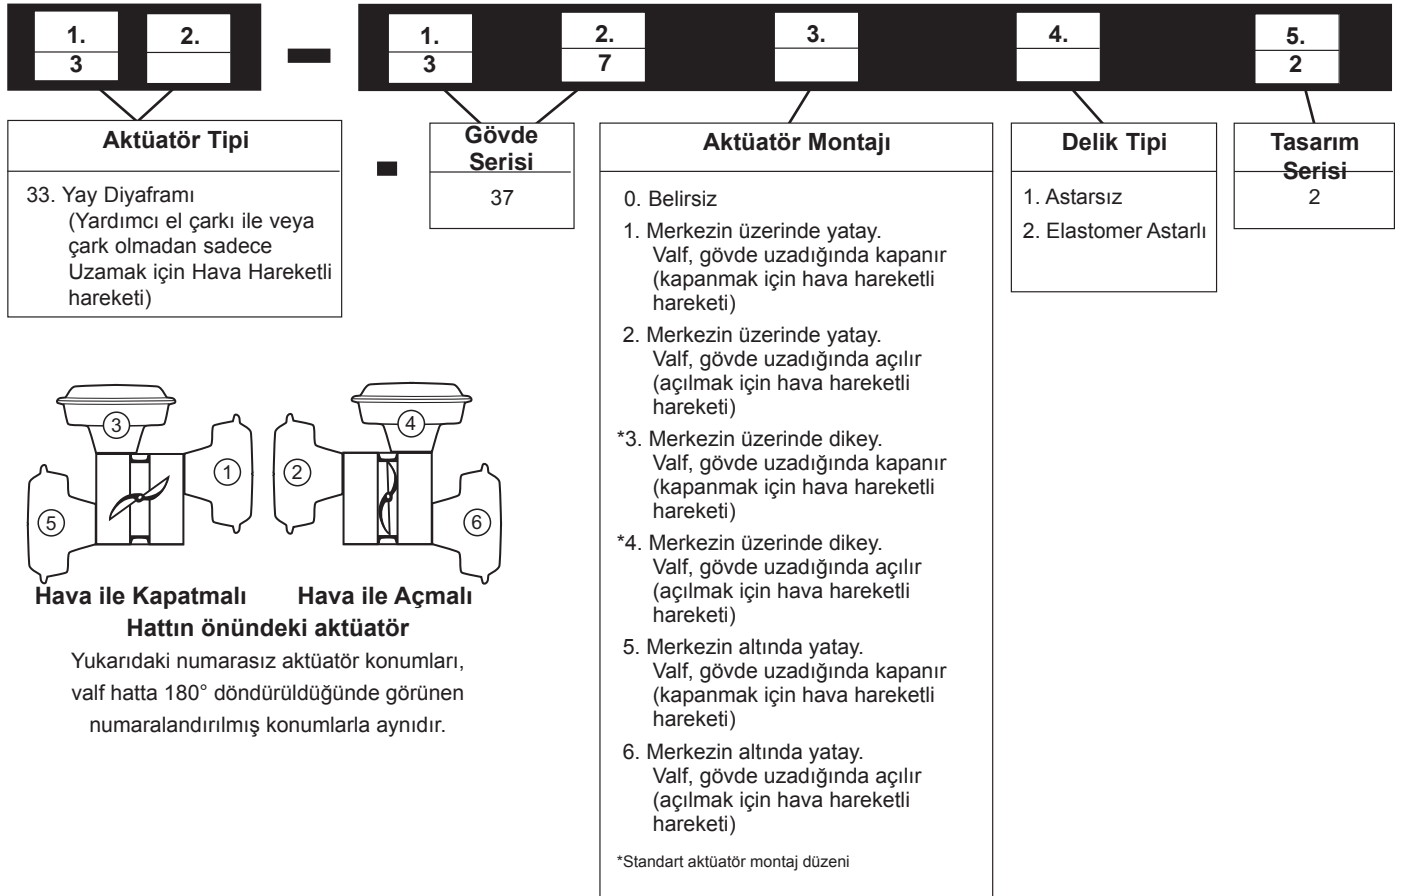 1.
2.
1.
2.
3.
4.
5.
3
3
7
2
Aktüatör Tipi
33. Yay Diyaframı
(Yardımcı el çarkı ile veya
çark olmadan sadece
Uzamak için Hava Hareketli
hareketi)
Gövde
Serisi
37
Aktüatör Montajı
0. Belirsiz
1. Merkezin üzerinde yatay.
Valf, gövde uzadığında kapanır
(kapanmak için hava hareketli
hareketi)
2. Merkezin üzerinde yatay.
Valf, gövde uzadığında açılır
(açılmak için hava hareketli
hareketi)
*3. Merkezin üzerinde dikey.
Valf, gövde uzadığında kapanır
(kapanmak için hava hareketli
hareketi)
*4. Merkezin üzerinde dikey.
Valf, gövde uzadığında açılır
(açılmak için hava hareketli
hareketi)
5. Merkezin altında yatay.
Valf, gövde uzadığında kapanır
(kapanmak için hava hareketli
hareketi)
6. Merkezin altında yatay.
Valf, gövde uzadığında açılır
(açılmak için hava hareketli
hareketi)
*Standart aktüatör montaj düzeni
Delik Tipi
1. Astarsız
2. Elastomer Astarlı
Tasarım
Serisi
2
3
4
1
2
5
6
Hava ile Kapatmalı
Hava ile Açmalı
Hattın önündeki aktüatör
Yukarıdaki numarasız aktüatör konumları,
valf hatta 180° döndürüldüğünde görünen
numaralandırılmış konumlarla aynıdır.